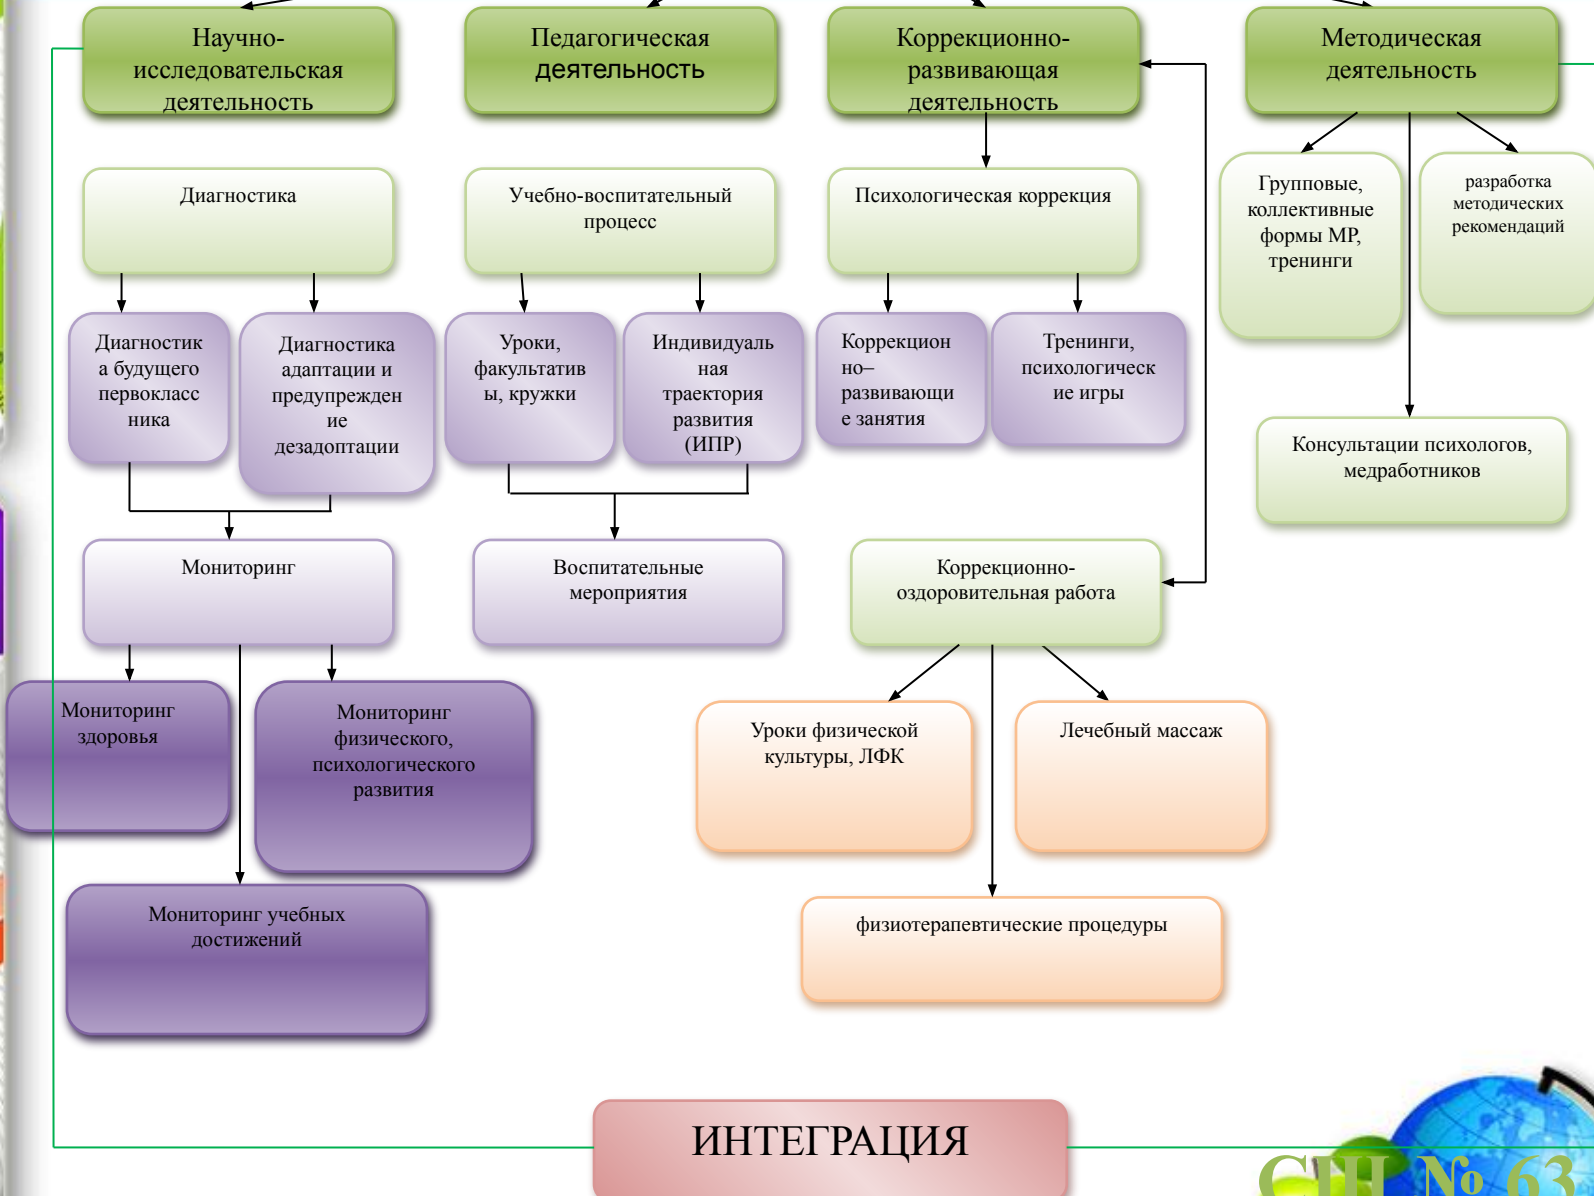 Научно-
исследовательская
деятельность
Педагогическая
деятельность
Коррекционно-
развивающая
деятельность
Методическая
деятельность
Диагностика
Учебно-воспитательный
процесс
Психологическая коррекция
Групповые,
коллективные
формы МР,
тренинги
разработка
методических
рекомендаций
Диагностик
а будущего
первокласс
ника
Диагностика
адаптации и
предупрежден
ие
дезадоптации
Уроки,
факультатив
ы, кружки
Индивидуаль
ная
траектория
развития
(ИПР)
Коррекцион
но–
развивающи
е занятия
Тренинги,
психологическ
ие игры
Консультации психологов,
медработников
Мониторинг
Воспитательные
мероприятия
Коррекционно-
оздоровительная работа
Мониторинг
здоровья
Мониторинг
физического,
психологического
развития
Уроки физической
культуры, ЛФК
Лечебный массаж
Мониторинг учебных
достижений
физиотерапевтические процедуры
ИНТЕГРАЦИЯ
№ 63